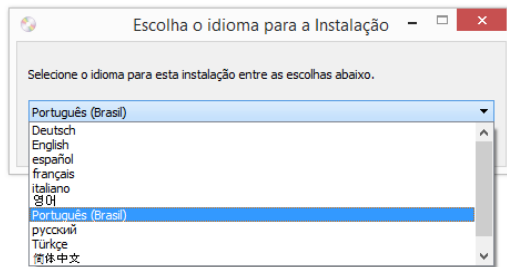 Escolha o idioma para a Instalação
Selecione o idioma para esta instalação entre as escolhas abaixo.
Português (Brasil)
Deutsch
English
español
français
italiano
영어
Português (Brasil)
русский
Türkçe
简体中文